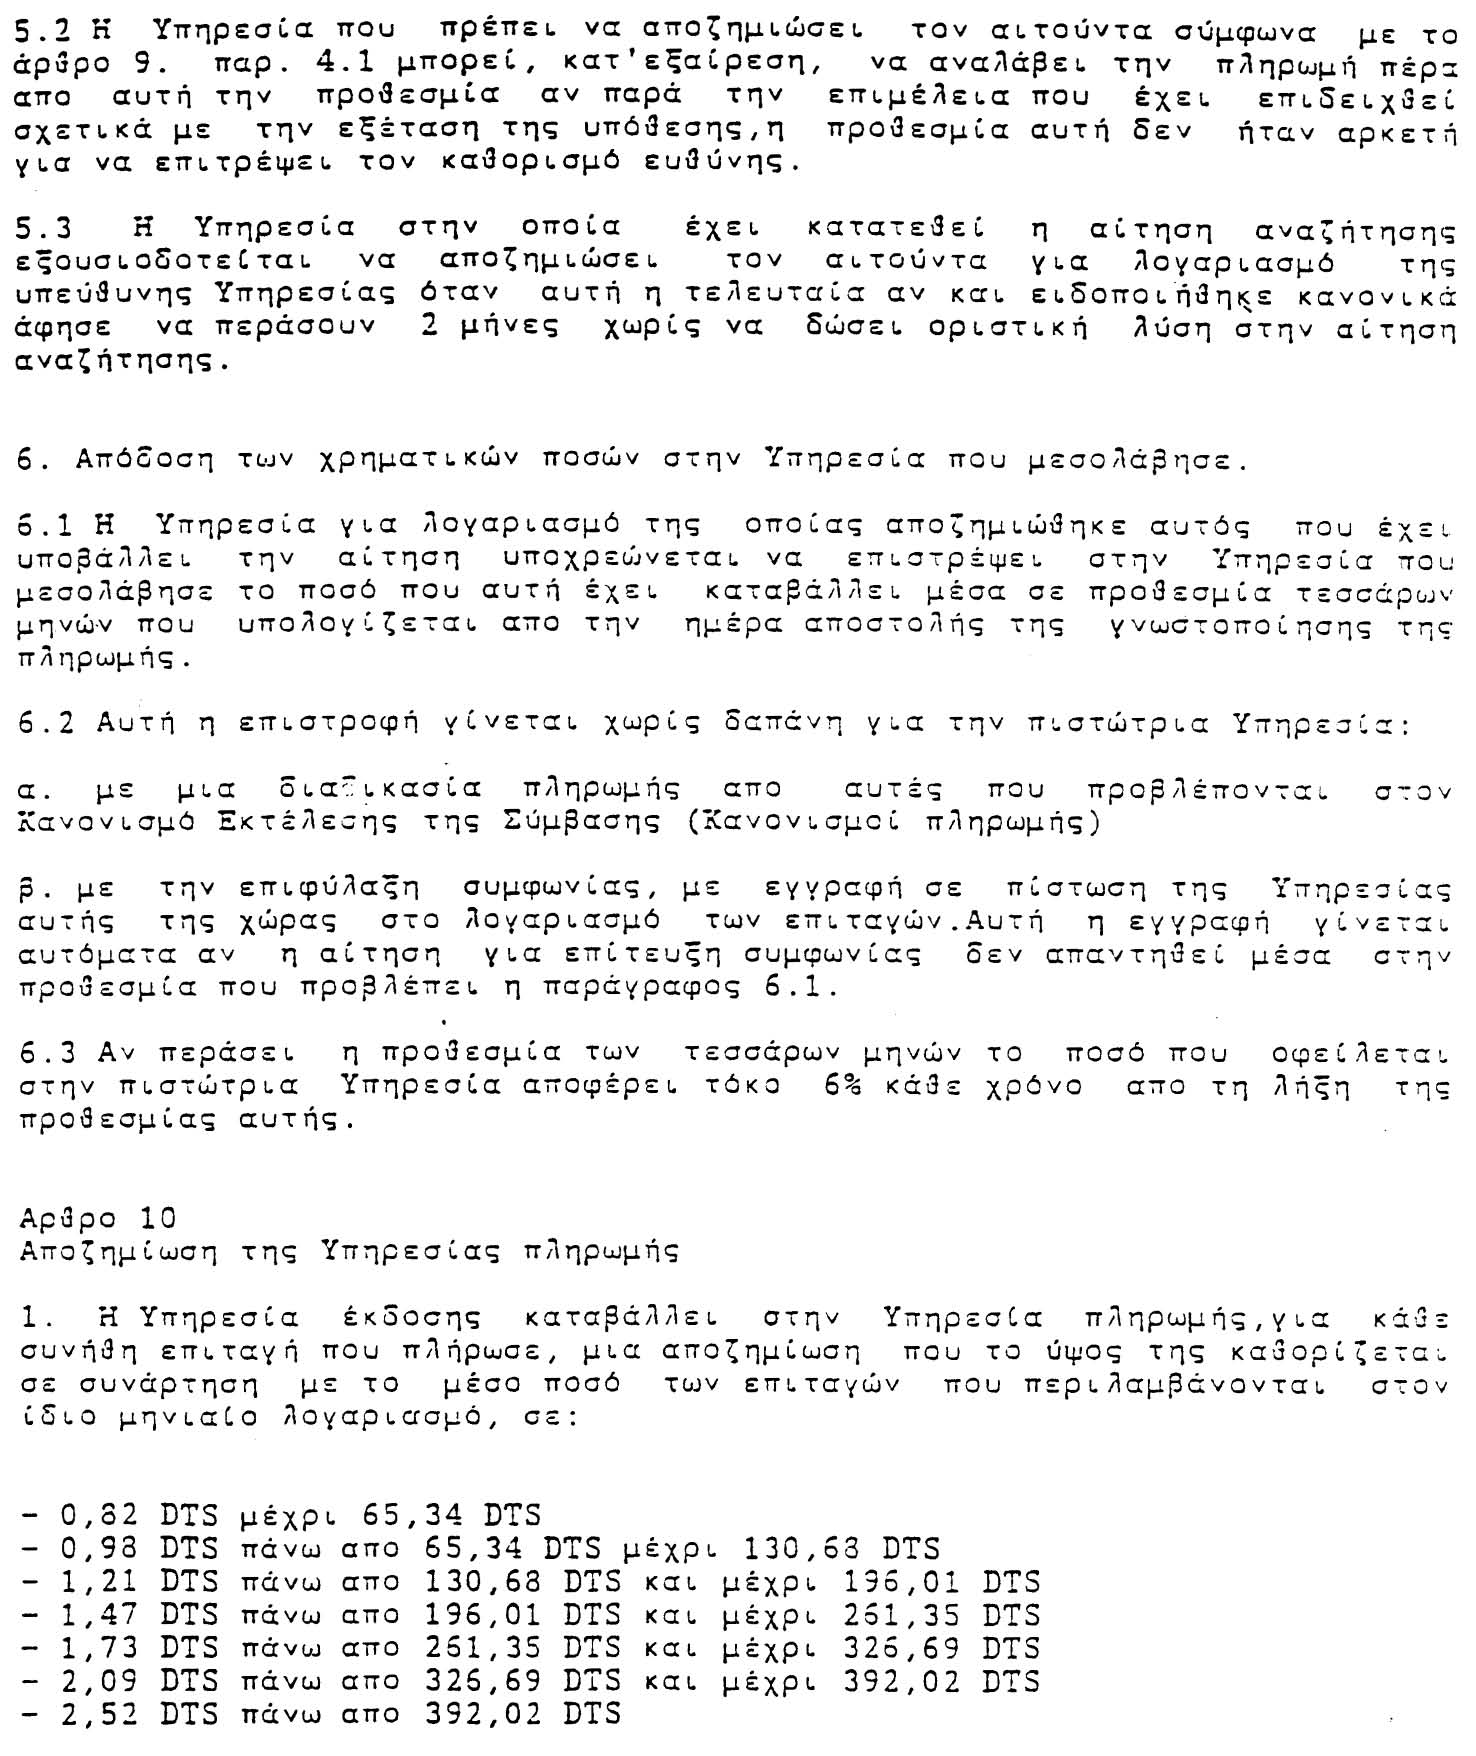 5.2 Η Υπηρεσία που πρέπει να αποζημιώσει τον αιτούντα σύμφωνα με το
άρθρο 9. παρ. 4.1 μπορεί, κατ'εξαίρεση, να αναλάβει την πληρωμή πέρα
απο αυτή την προθεσμία αν παρά την επιμέλεια που έχει επιδειχθεί
σχετικά με την εξέταση της υπόθεσης,η προθεσμία αυτή δεν ήταν αρκετή
για να επιτρέψει τον καθορισμό ευθύνης.
5.3 Η Υπηρεσία στην οποία έχει κατατεθεί η αίτηση αναζήτησης
εξουσιοδοτείται να αποζημιώσει τον αιτούντα για λογαριασμό της
υπεύθυνης Υπηρεσίας όταν αυτή η τελευταία αν και ειδοποιήθηκε κανονικά
άφησε να περάσουν 2 μήνες χωρίς να δώσει οριστική λύση στην αίτηση
αναζήτησης.
6. Απόδοση των χρηματικών ποσών στην Υπηρεσία που μεσολάβησε.
6.1 Η Υπηρεσία για λογαριασμό της οποίας αποζημιώθηκε αυτός που έχει
υποβάλλει την αίτηση υποχρεώνεται να επιστρέψει στην Υπηρεσία που
μεσολάβησε το ποσό που αυτή έχει καταβάλλει μέσα σε προθεσμία τεσσάρων
μηνών που υπολογίζεται απο την ημέρα αποστολής της γνωστοποίησης της
πληρωμής.
6.2 Αυτή η επιστροφή γίνεται χωρίς δαπάνη για την πιστώτρια Υπηρεσία:
α. με μια διαδικασία πληρωμής απο αυτές που προβλέπονται στον
Κανονισμό Εκτέλεσης της Σύμβασης (Κανονισμοί πληρωμής)
β. με την επιφύλαξη συμφωνίας, με εγγραφή σε πίστωση της Υπηρεσίας
αυτής της χώρας στο λογαριασμό των επιταγών.Αυτή η εγγραφή γίνεται
αυτόματα αν η αίτηση για επίτευξη συμφωνίας δεν απαντηθεί μέσα στην
προθεσμία που προβλέπει η παράγραφος 6.1.
6.3 Αν περάσει η προθεσμία των τεσσάρων μηνών το ποσό που οφείλεται
στην πιστώτρια Υπηρεσία αποφέρει τόκο 6% κάθε χρόνο απο τη λήξη της
προθεσμίας αυτής.
Αρθρο 10
Αποζημίωση της Υπηρεσίας πληρωμής
1. Η Υπηρεσία έκδοσης καταβάλλει στην Υπηρεσία πληρωμής,για κάθε
συνήθη επιταγή που πλήρωσε, μια αποζημίωση που το ύψος της καθορίζεται
σε συνάρτηση με το μέσο ποσό των επιταγών που περιλαμβάνονται στον
ίδιο μηνιαίο λογαριασμό, σε:
- 0,82 DTS μέχρι 65,34 DTS
- 0,98 DTS πάνω απο 65,34 DTS μέχρι 130,68 DTS
- 1,21 DTS πάνω απο 130,68 DTS και μέχρι 196,01 DTS
- 1,47 DTS πάνω απο 196,01 DTS και μέχρι 261,35 DTS
- 1,73 DTS πάνω απο 261,35 DTS και μέχρι 326,69 DTS
- 2,09 DTS πάνω απο 326,69 DTS και μέχρι 392,02 DTS
- 2,52 DTS πάνω απο 392,02 DTS